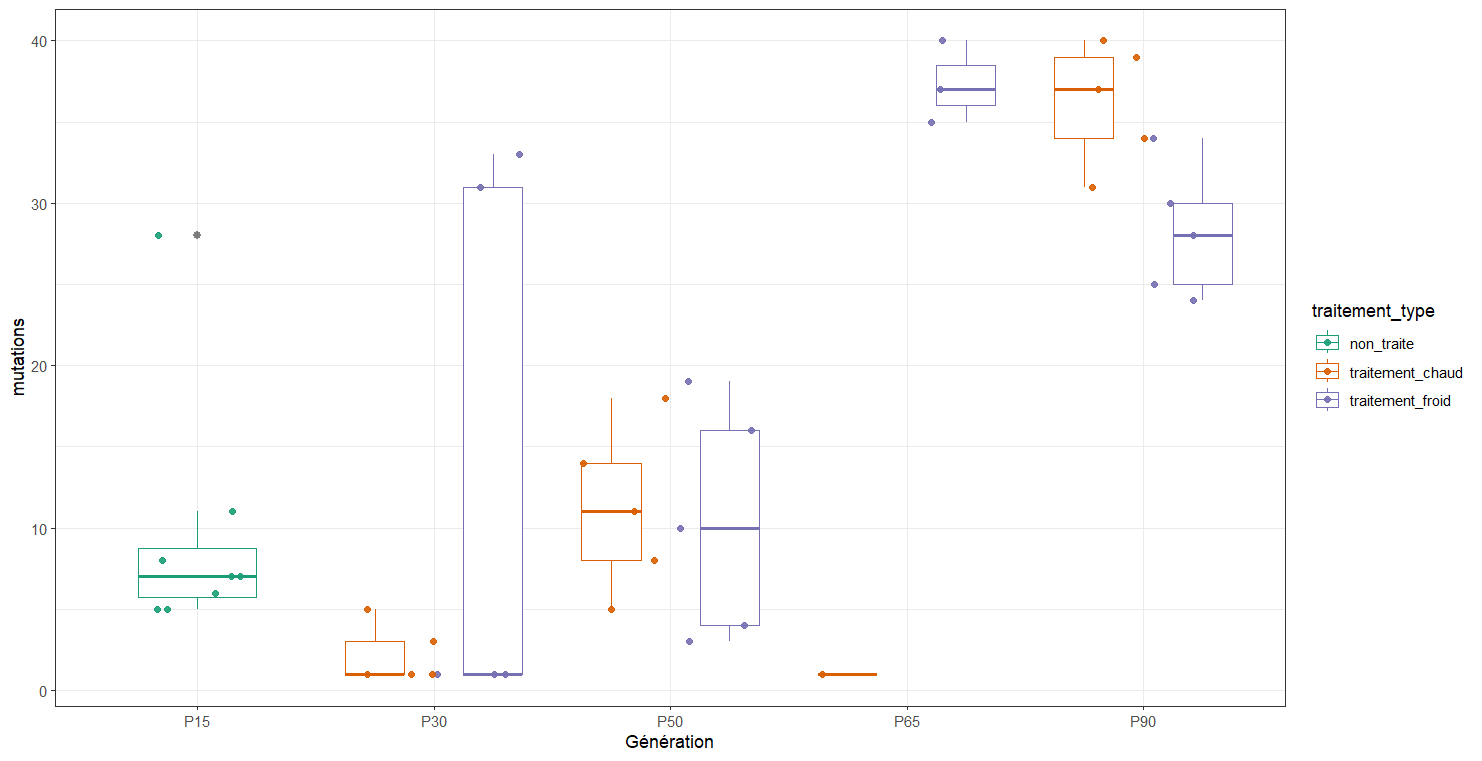 40
30
20
10
0
mutations
P15
P30
P50
P65
P90
Génération
traitement_type
non_traite
traitement_chaud
traitement_froid